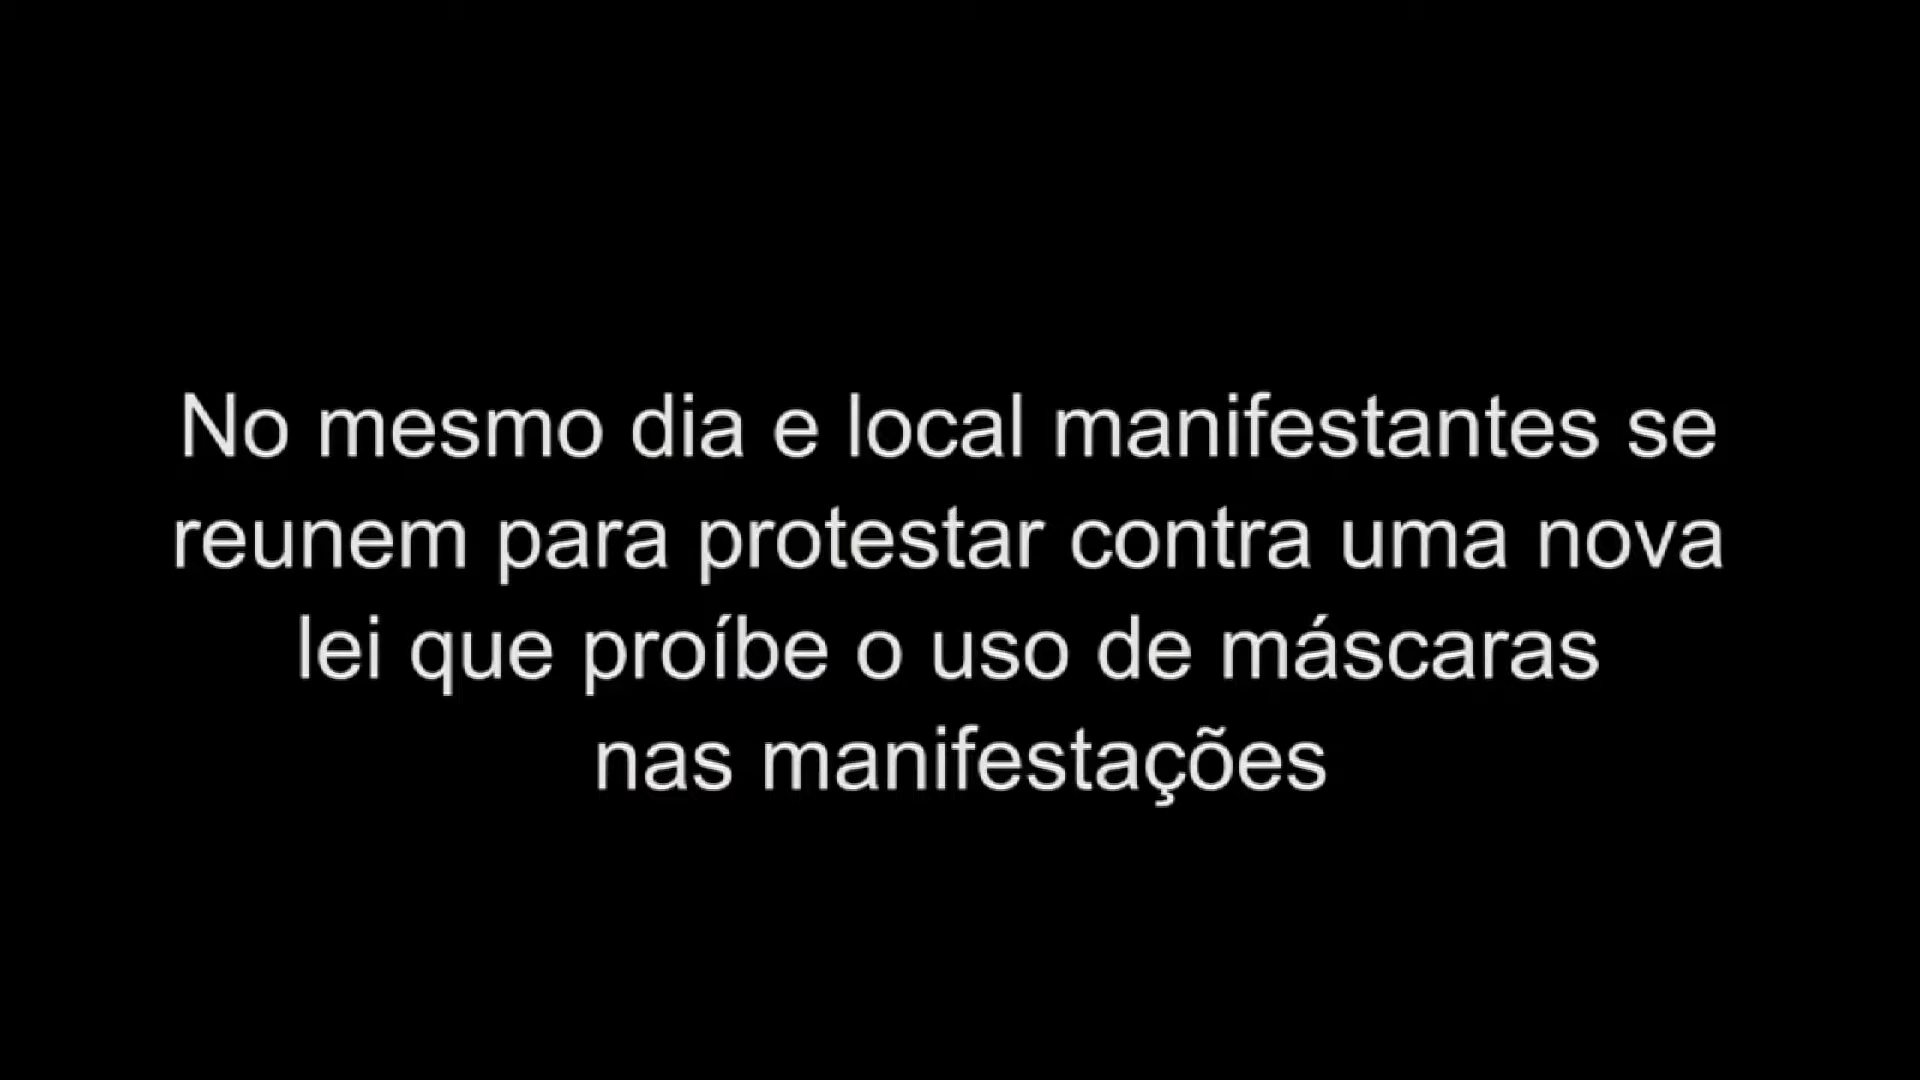 No mesmo dia e local manifestantes se
reunem para protestar contra uma nova
lei que proíbe o uso de máscaras
nas manifestações